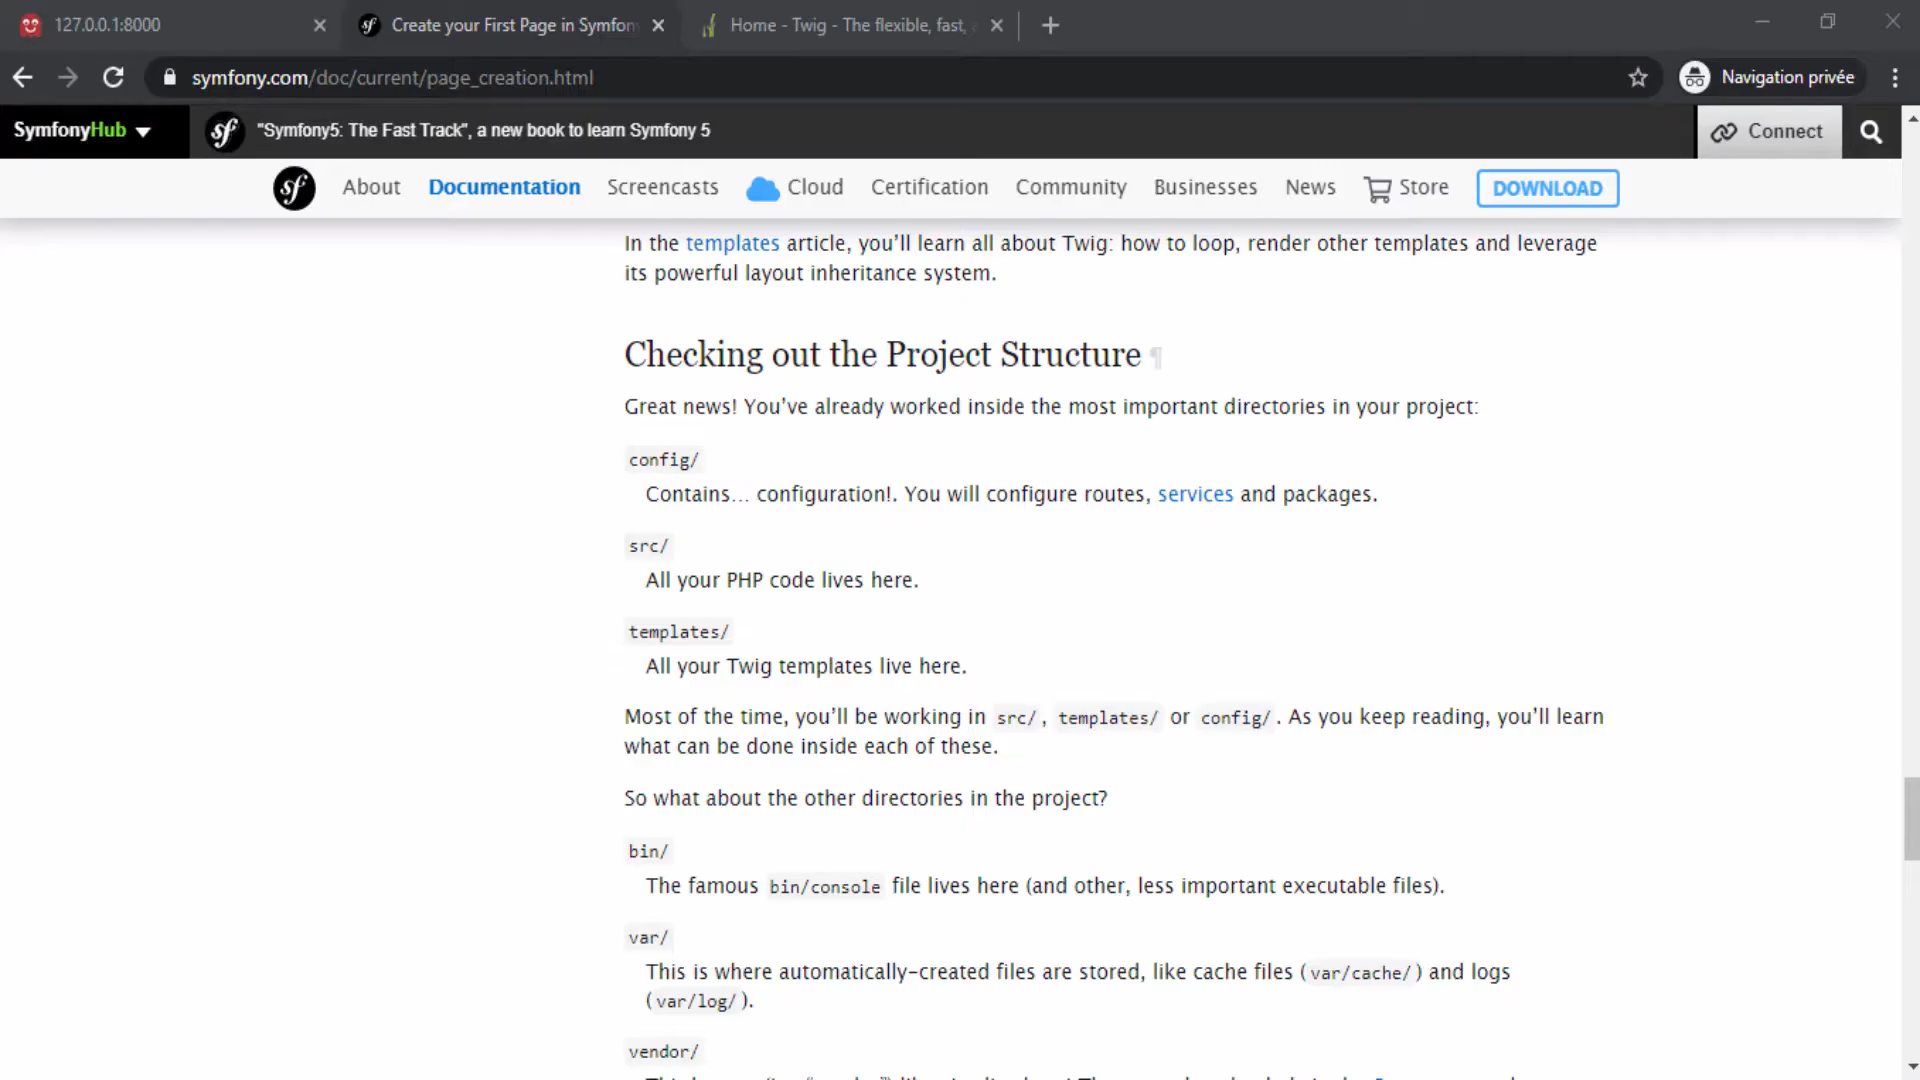 127.0.0.1:8000
Create your First Page in Symfon
Home - Twig - The flexible, fast,
symfony.com/doc/current/page_creation.html
Navigation privée
SymfonyHub
sf "Symfony5: The Fast Track", a new book to learn Symfony 5
Connect
sf About Documentation Screencasts Cloud Certification Community Businesses News Store DOWNLOAD
In the templates article, you'll learn all about Twig: how to loop, render other templates and leverage
its powerful layout inheritance system.
Checking out the Project Structure ¶
Great news! You've already worked inside the most important directories in your project:
config/
Contains... configuration!. You will configure routes, services and packages.
src/
All your PHP code lives here.
templates/
All your Twig templates live here.
Most of the time, you'll be working in src/, templates/ or config/. As you keep reading, you'll learn
what can be done inside each of these.
So what about the other directories in the project?
bin/
The famous bin/console file lives here (and other, less important executable files).
var/
This is where automatically-created files are stored, like cache files (var/cache/) and logs
(var/log/).
vendor/